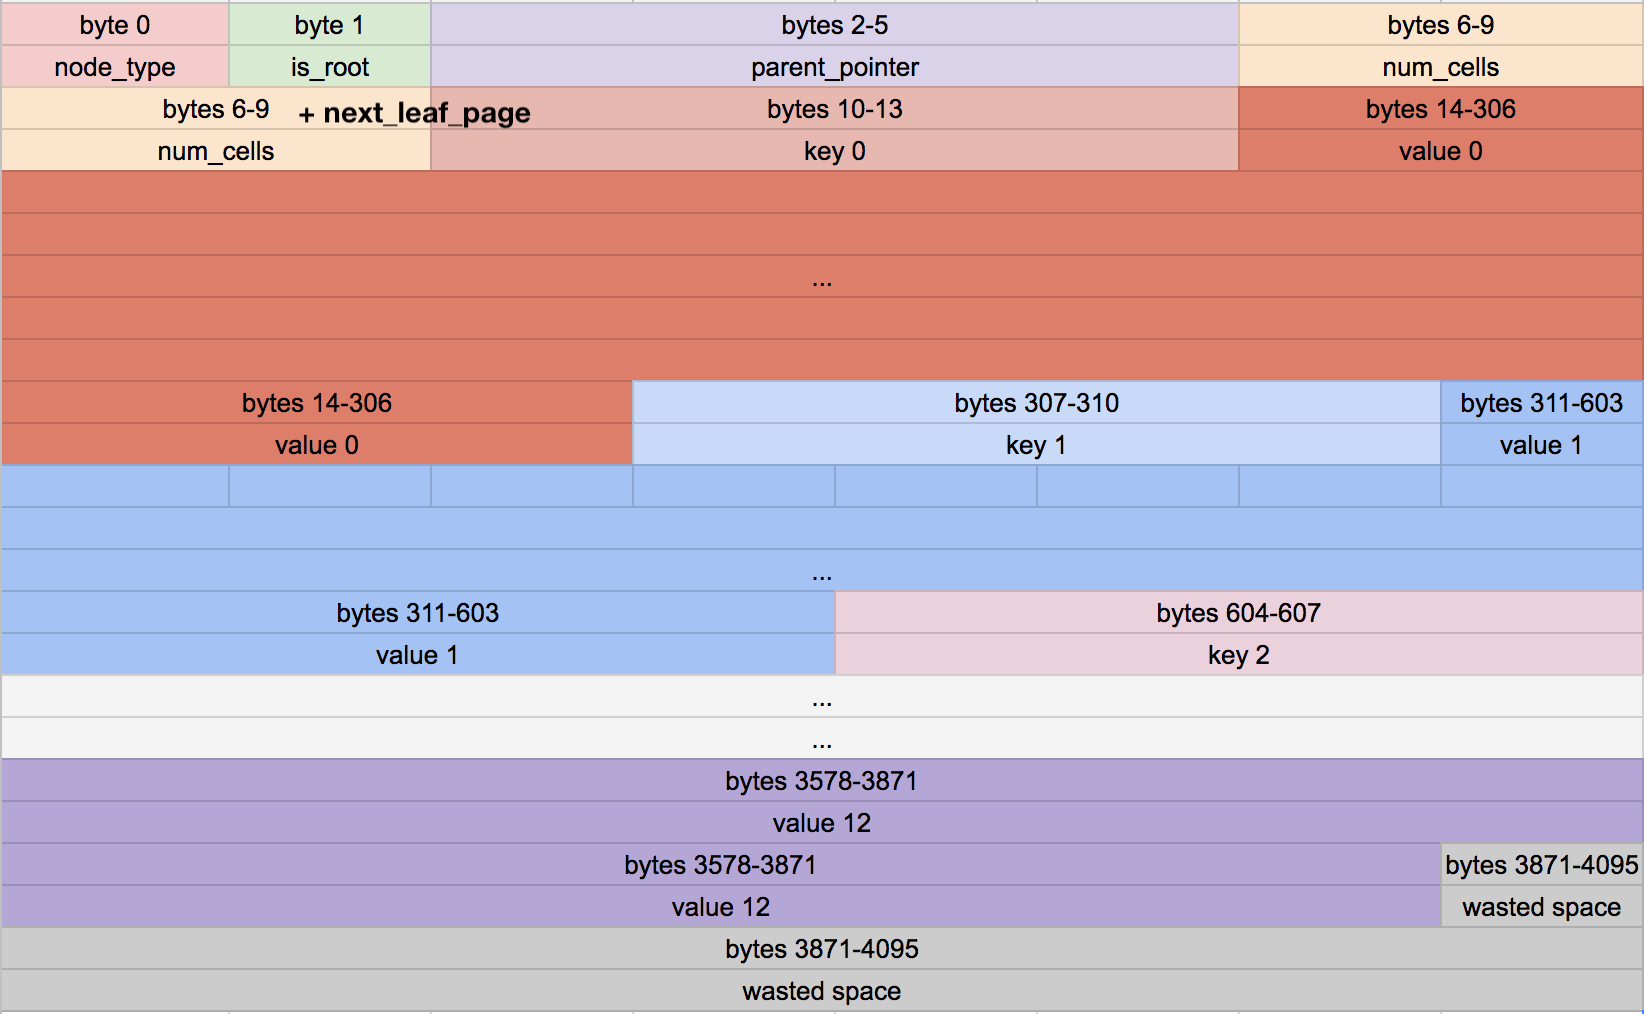 byte 0 byte 1 bytes 2-5 bytes 6-9
node_type is_root parent_pointer num_cells
bytes 6-9 + next_leaf_page bytes 10-13 bytes 14-306
num_cells key 0 value 0
...
bytes 14-306 bytes 307-310 bytes 311-603
value 0 key 1 value 1
...
bytes 311-603 bytes 604-607
value 1 key 2
...
...
bytes 3578-3871
value 12
bytes 3578-3871 bytes 3871-4095
value 12 wasted space
bytes 3871-4095
wasted space